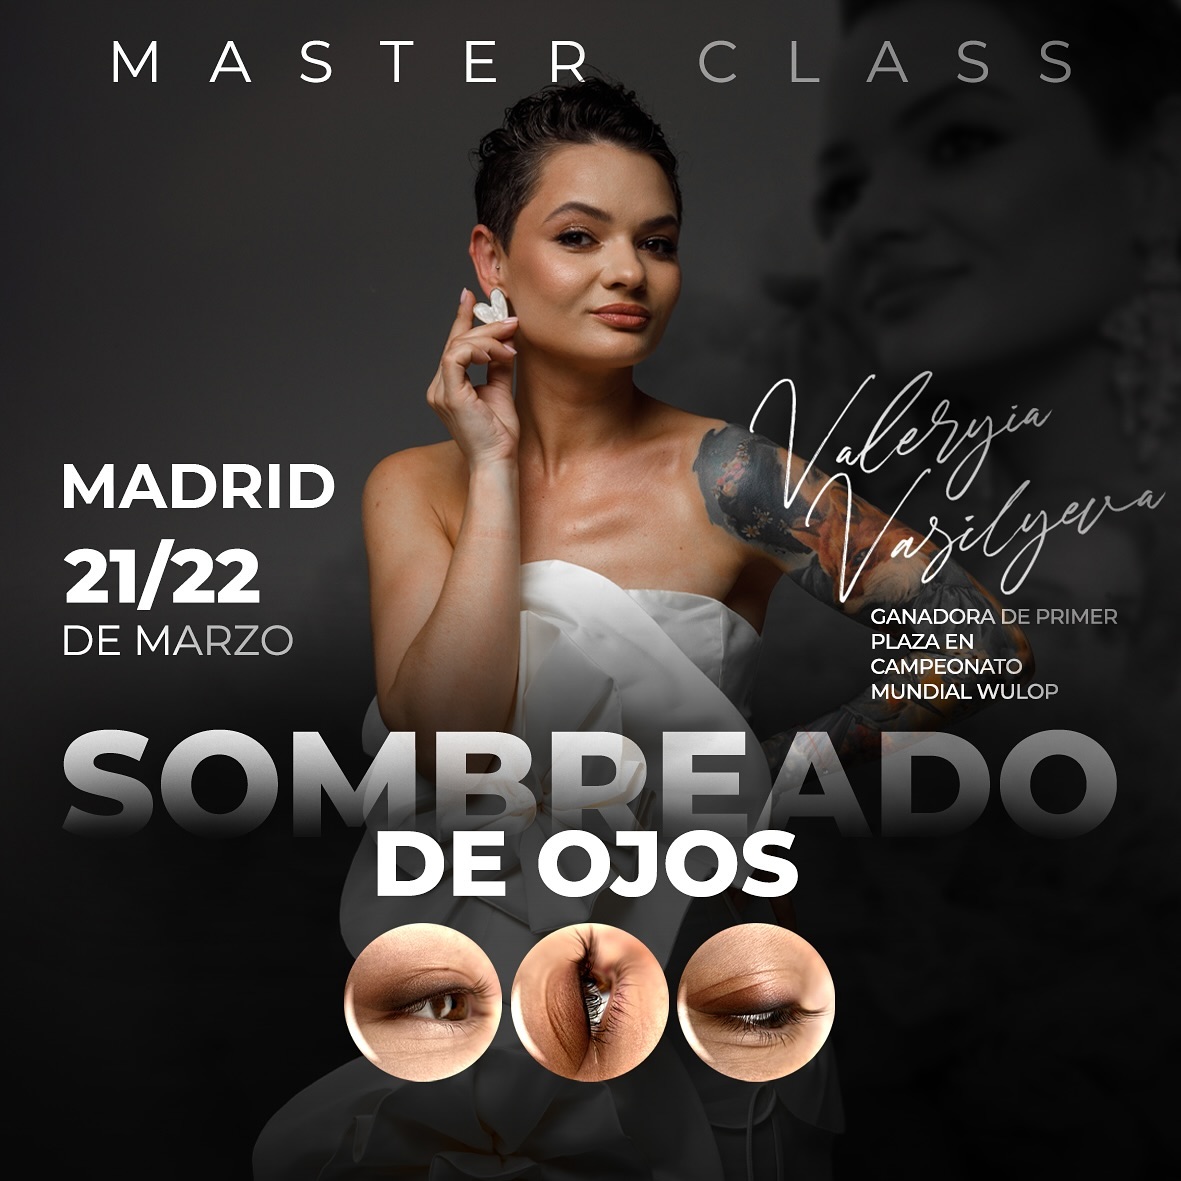 MASTER CLASS
Valeryia
Vasilyeva
MADRID
21/22
DE MARZO
GANADORA DE PRIMER
PLAZA EN
CAMPEONATO
MUNDIAL WULOP
SOMBREADO
DE OJOS